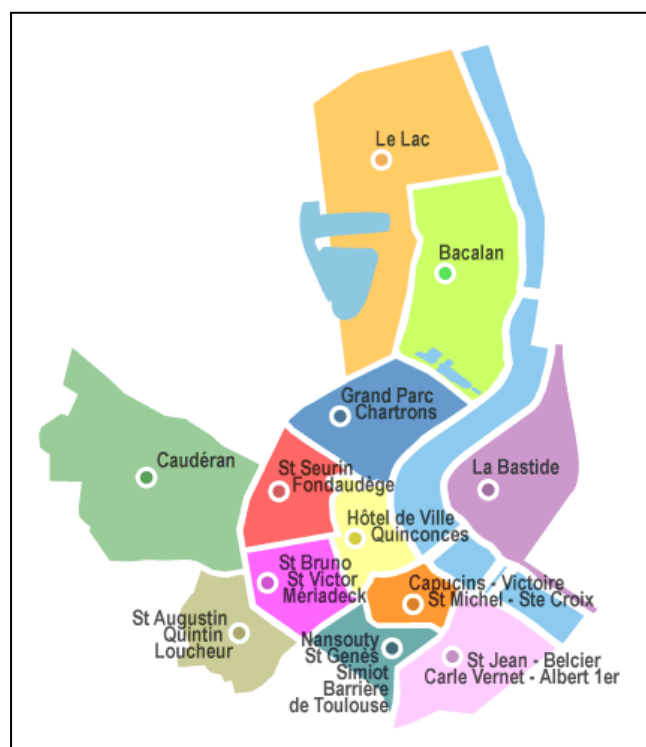 Le Lac
Bacalan
Grand Parc
Chartrons
Caudéran
St Seurin
Fondaudège
La Bastide
Hôtel de Ville
Quinconces
St Bruno
St Victor
Mériadeck
Capucins - Victoire
St Michel - Ste Croix
St Augustin
Quintin
Loucheur
Nansouty
St Genès
Simiot
Barrière
de Toulouse
St Jean - Belcier
Carle Vernet - Albert 1er